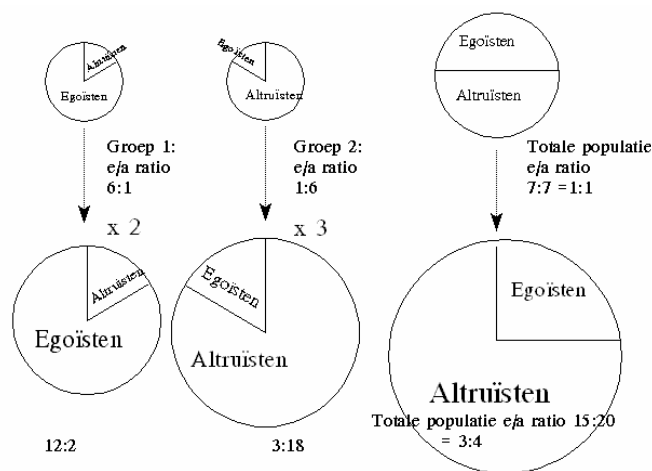 Altruïsten
Egoïsten
Egoïsten
Altruïsten
Egoïsten
Altruïsten
Groep 1:
e/a ratio
6:1
Groep 2:
e/a ratio
1:6
Totale populatie
e/a ratio
7:7 =1:1
x 2
x 3
Altruïsten
Egoïsten
Egoïsten
Altruïsten
Egoïsten
Altruïsten
Totale populatie e/a ratio 15:20
= 3:4
12:2
3:18